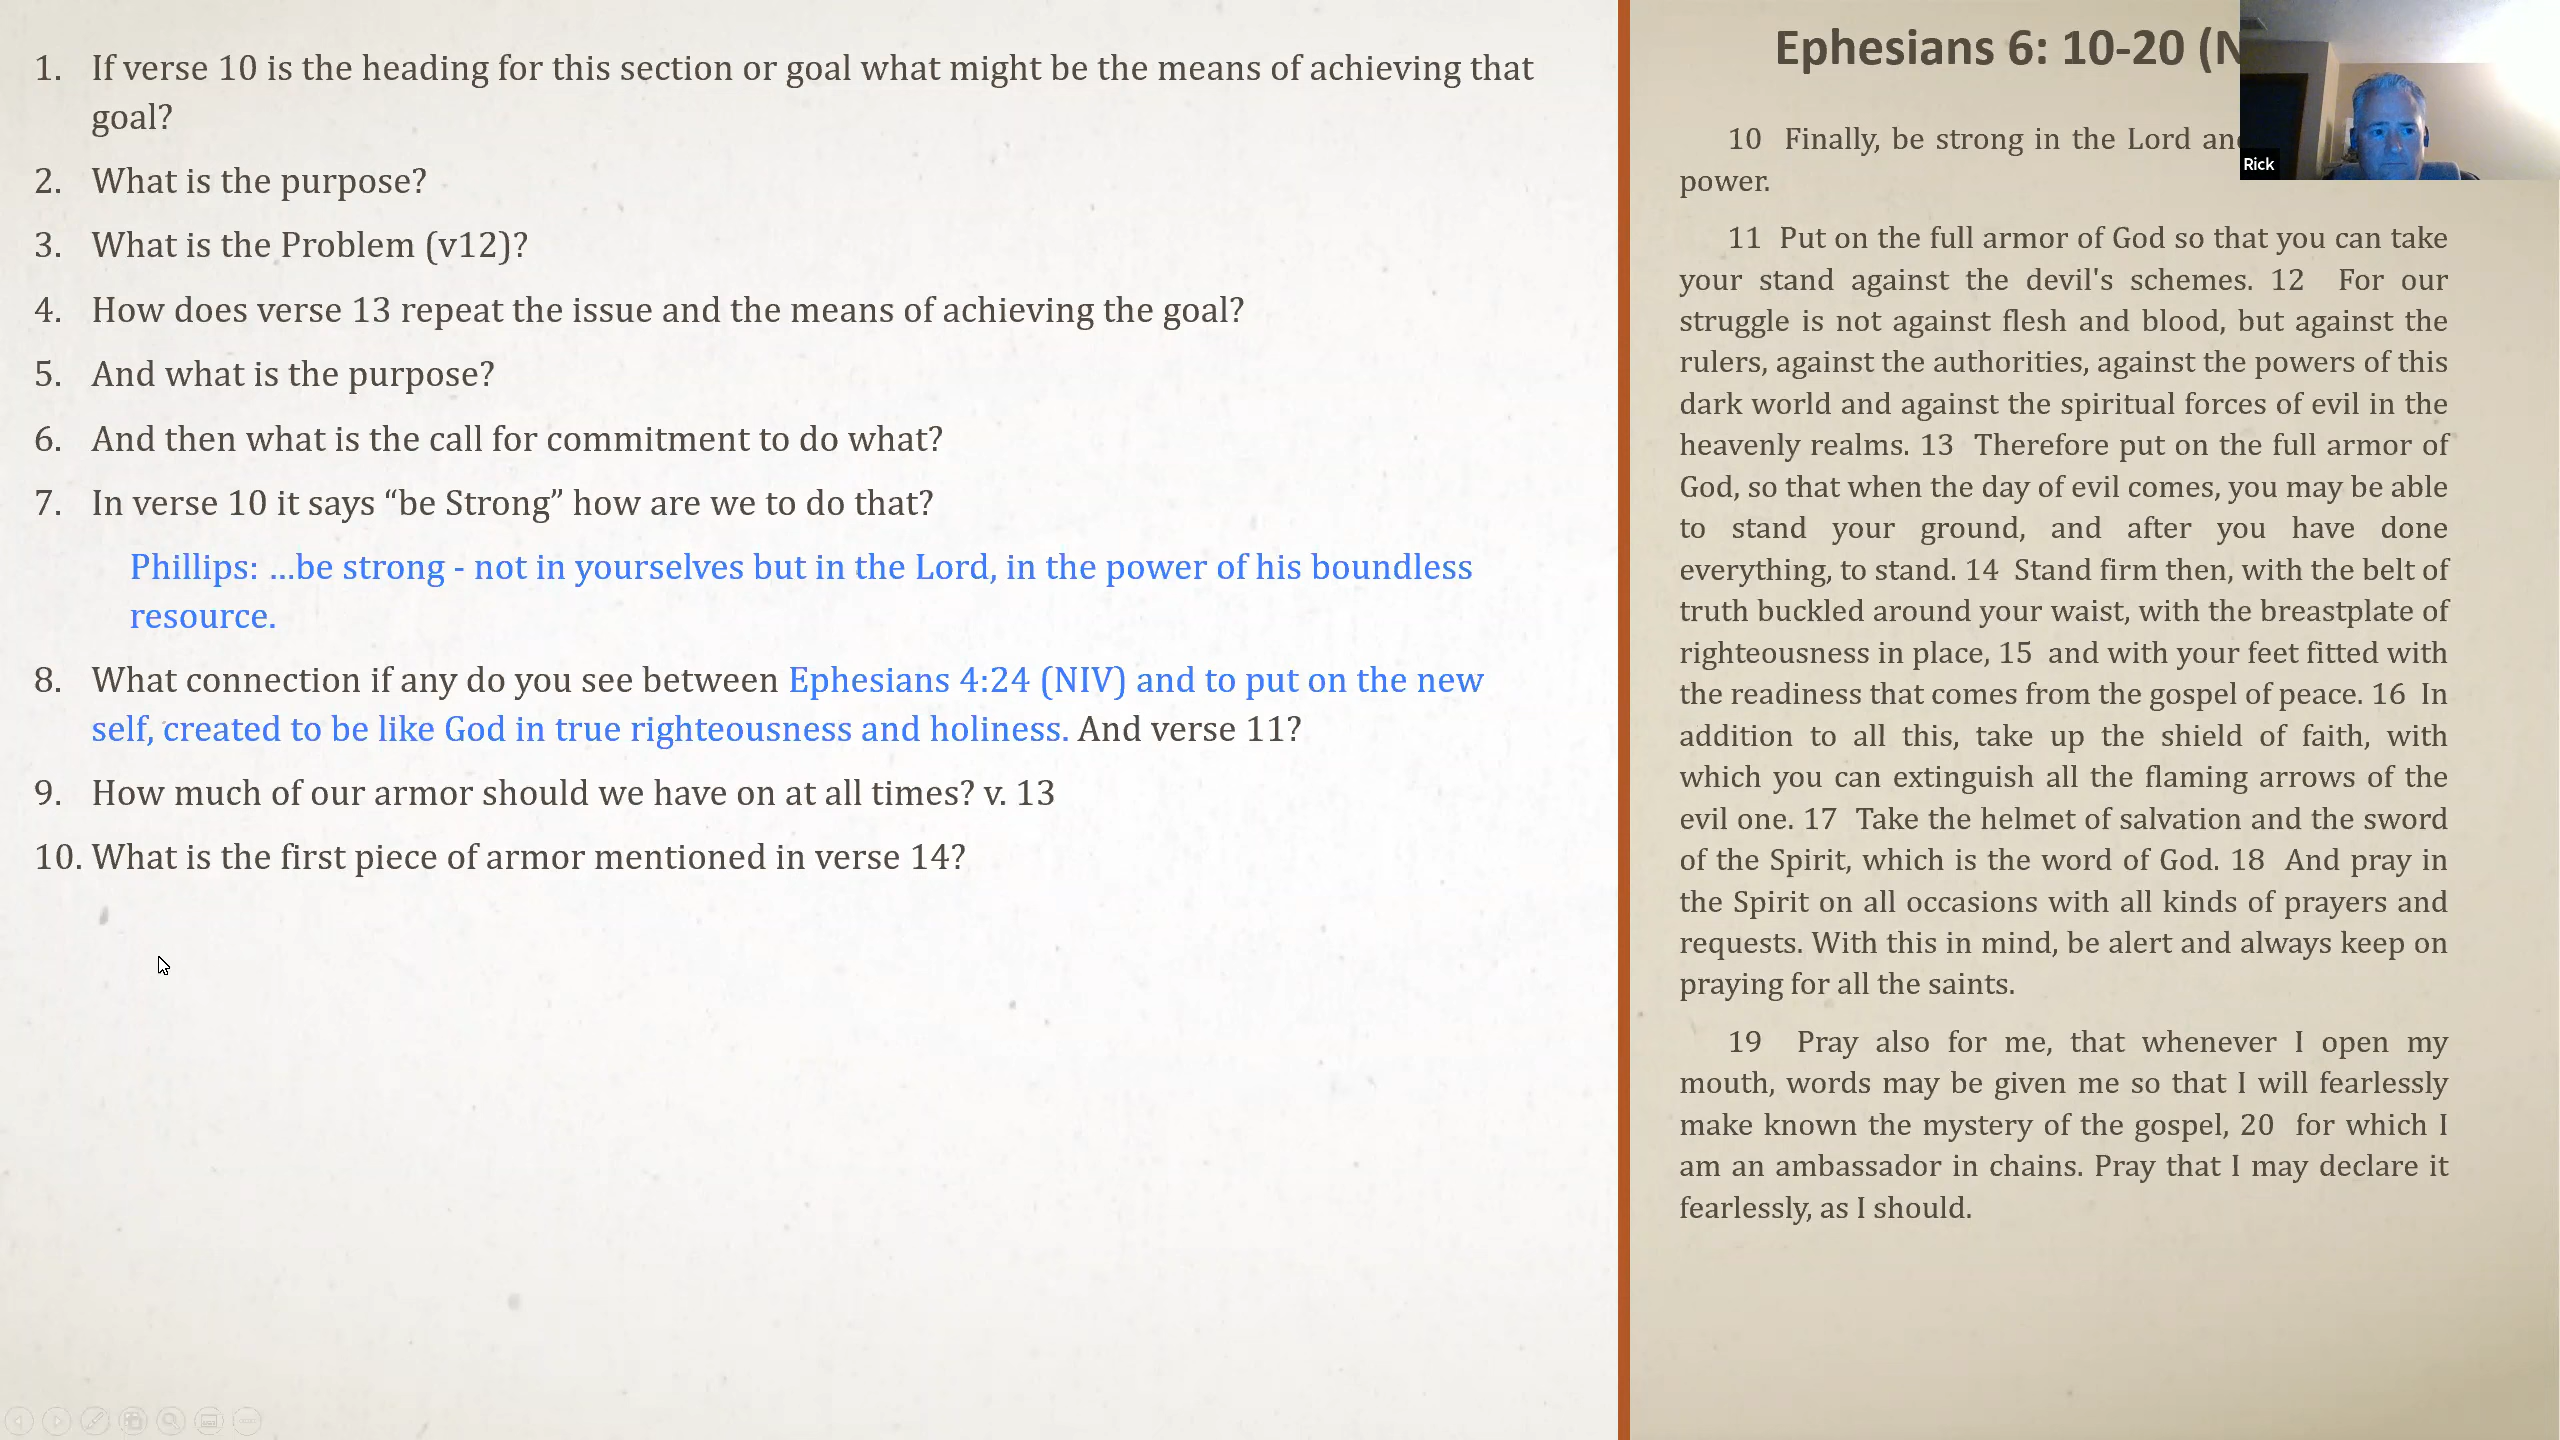 1. If verse 10 is the heading for this section or goal what might be the means of achieving that
goal?
2. What is the purpose?
3. What is the Problem (v12)?
4. How does verse 13 repeat the issue and the means of achieving the goal?
5. And what is the purpose?
6. And then what is the call for commitment to do what?
7. In verse 10 it says “be Strong” how are we to do that?
Phillips: ...be strong - not in yourselves but in the Lord, in the power of his boundless
resource.
8. What connection if any do you see between Ephesians 4:24 (NIV) and to put on the new
self, created to be like God in true righteousness and holiness. And verse 11?
9. How much of our armor should we have on at all times? v. 13
10. What is the first piece of armor mentioned in verse 14?
Ephesians 6: 10-20 (N
10 Finally, be strong in the Lord and
power.
11 Put on the full armor of God so that you can take
your stand against the devil's schemes. 12 For our
struggle is not against flesh and blood, but against the
rulers, against the authorities, against the powers of this
dark world and against the spiritual forces of evil in the
heavenly realms. 13 Therefore put on the full armor of
God, so that when the day of evil comes, you may be able
to stand your ground, and after you have done
everything, to stand. 14 Stand firm then, with the belt of
truth buckled around your waist, with the breastplate of
righteousness in place, 15 and with your feet fitted with
the readiness that comes from the gospel of peace. 16 In
addition to all this, take up the shield of faith, with
which you can extinguish all the flaming arrows of the
evil one. 17 Take the helmet of salvation and the sword
of the Spirit, which is the word of God. 18 And pray in
the Spirit on all occasions with all kinds of prayers and
requests. With this in mind, be alert and always keep on
praying for all the saints.
19 Pray also for me, that whenever I open my
mouth, words may be given me so that I will fearlessly
make known the mystery of the gospel, 20 for which I
am an ambassador in chains. Pray that I may declare it
fearlessly, as I should.
Rick